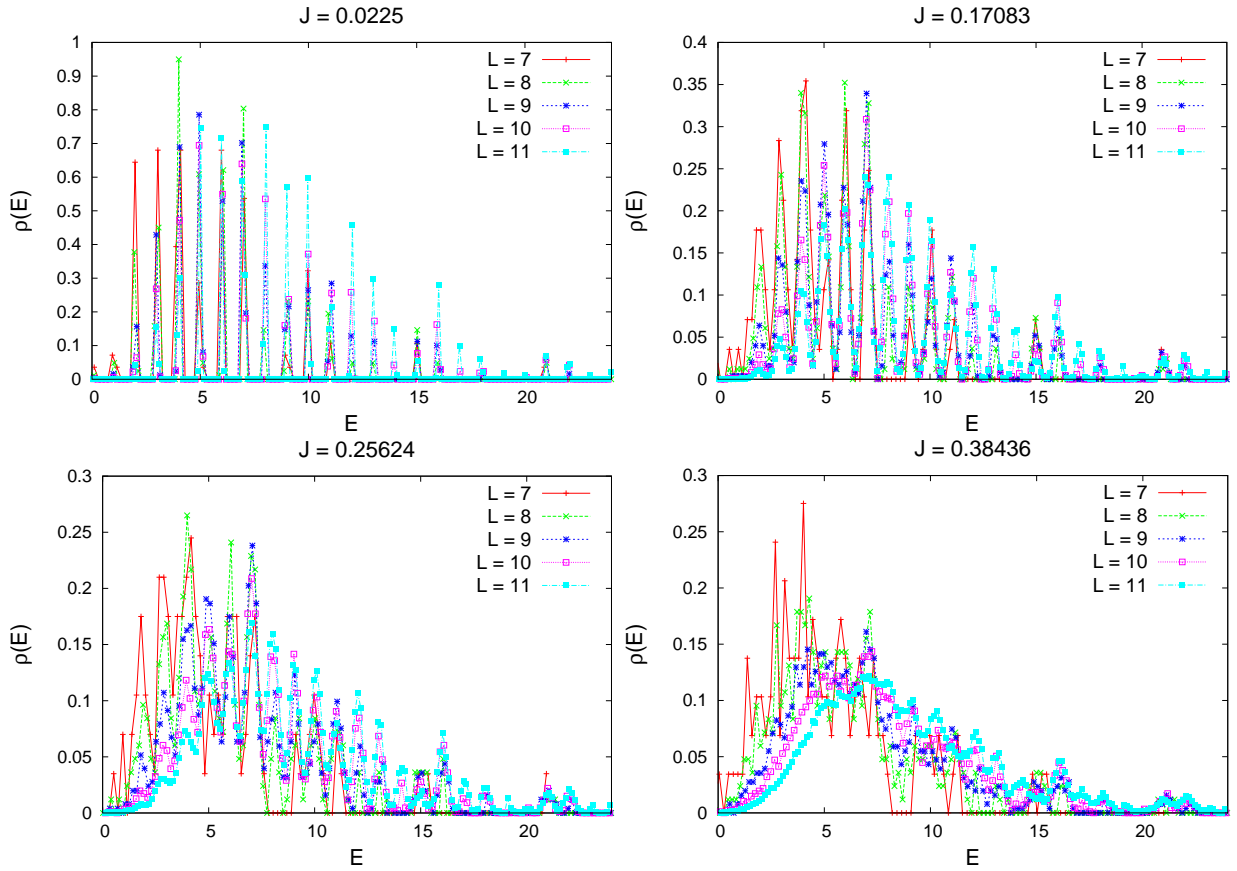 J = 0.0225
1
0.9
0.8
0.7
0.6
0.5
0.4
0.3
0.2
0.1
0
0 5 10 15 20
ρ(E)
E
L = 7
L = 8
L = 9
L = 10
L = 11
J = 0.17083
0.4
0.35
0.3
0.25
0.2
0.15
0.1
0.05
0
0 5 10 15 20
ρ(E)
E
L = 7
L = 8
L = 9
L = 10
L = 11
J = 0.25624
0.3
0.25
0.2
0.15
0.1
0.05
0
0 5 10 15 20
ρ(E)
E
L = 7
L = 8
L = 9
L = 10
L = 11
J = 0.38436
0.3
0.25
0.2
0.15
0.1
0.05
0
0 5 10 15 20
ρ(E)
E
L = 7
L = 8
L = 9
L = 10
L = 11